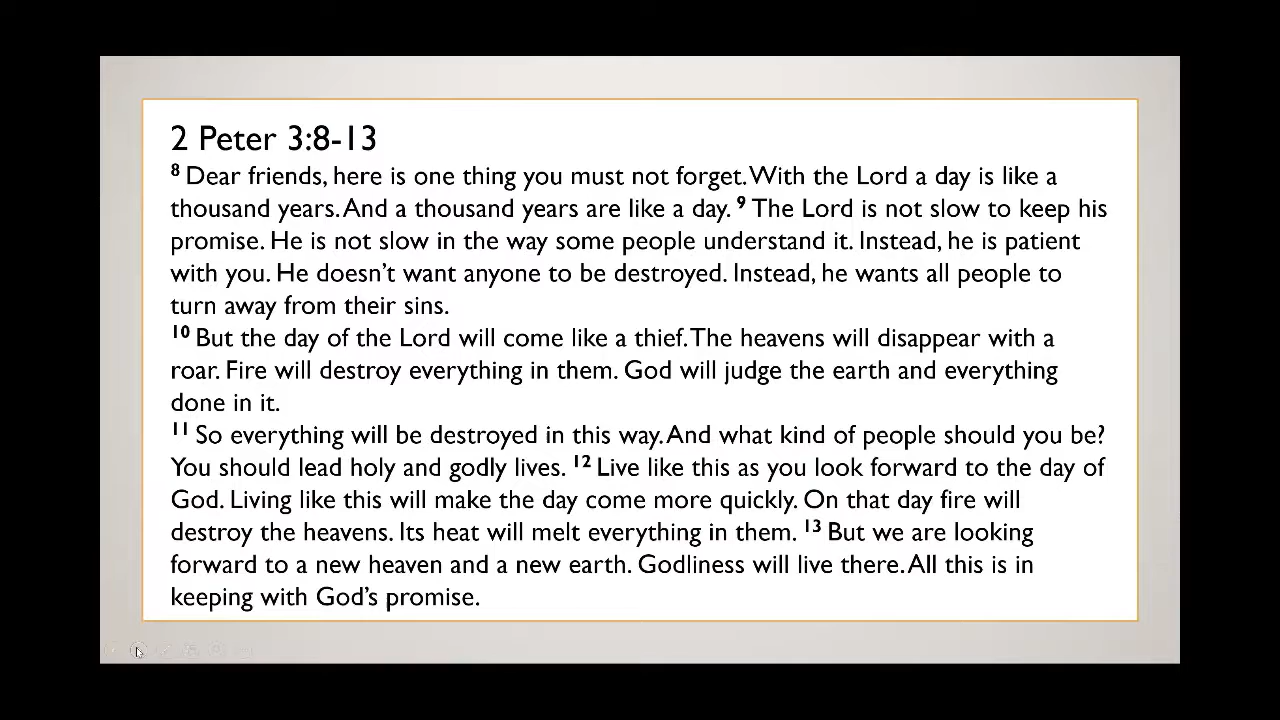 2 Peter 3:8-13
8 Dear friends, here is one thing you must not forget. With the Lord a day is like a
thousand years. And a thousand years are like a day. 9 The Lord is not slow to keep his
promise. He is not slow in the way some people understand it. Instead, he is patient
with you. He doesn’t want anyone to be destroyed. Instead, he wants all people to
turn away from their sins.
10 But the day of the Lord will come like a thief. The heavens will disappear with a
roar. Fire will destroy everything in them. God will judge the earth and everything
done in it.
11 So everything will be destroyed in this way. And what kind of people should you be?
You should lead holy and godly lives. 12 Live like this as you look forward to the day of
God. Living like this will make the day come more quickly. On that day fire will
destroy the heavens. Its heat will melt everything in them. 13 But we are looking
forward to a new heaven and a new earth. Godliness will live there. All this is in
keeping with God’s promise.